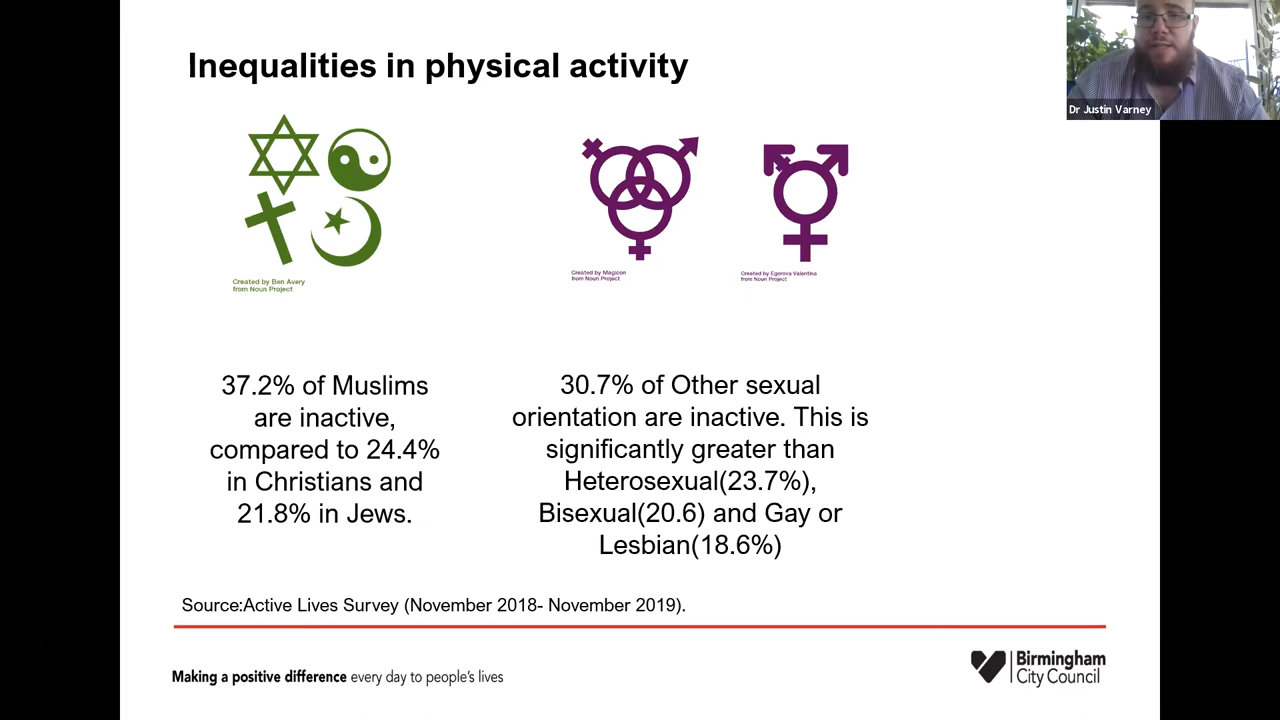 Inequalities in physical activity
Dr Justin Varney
Created by Ben Avery
from Noun Project
Created by Magicon
from Noun Project
Created by Egorova Valentina
from Noun Project
37.2% of Muslims
are inactive,
compared to 24.4%
in Christians and
21.8% in Jews.
30.7% of Other sexual
orientation are inactive. This is
significantly greater than
Heterosexual(23.7%),
Bisexual(20.6) and Gay or
Lesbian(18.6%)
Source:Active Lives Survey (November 2018- November 2019).
Making a positive difference every day to people's lives
Birmingham
City Council